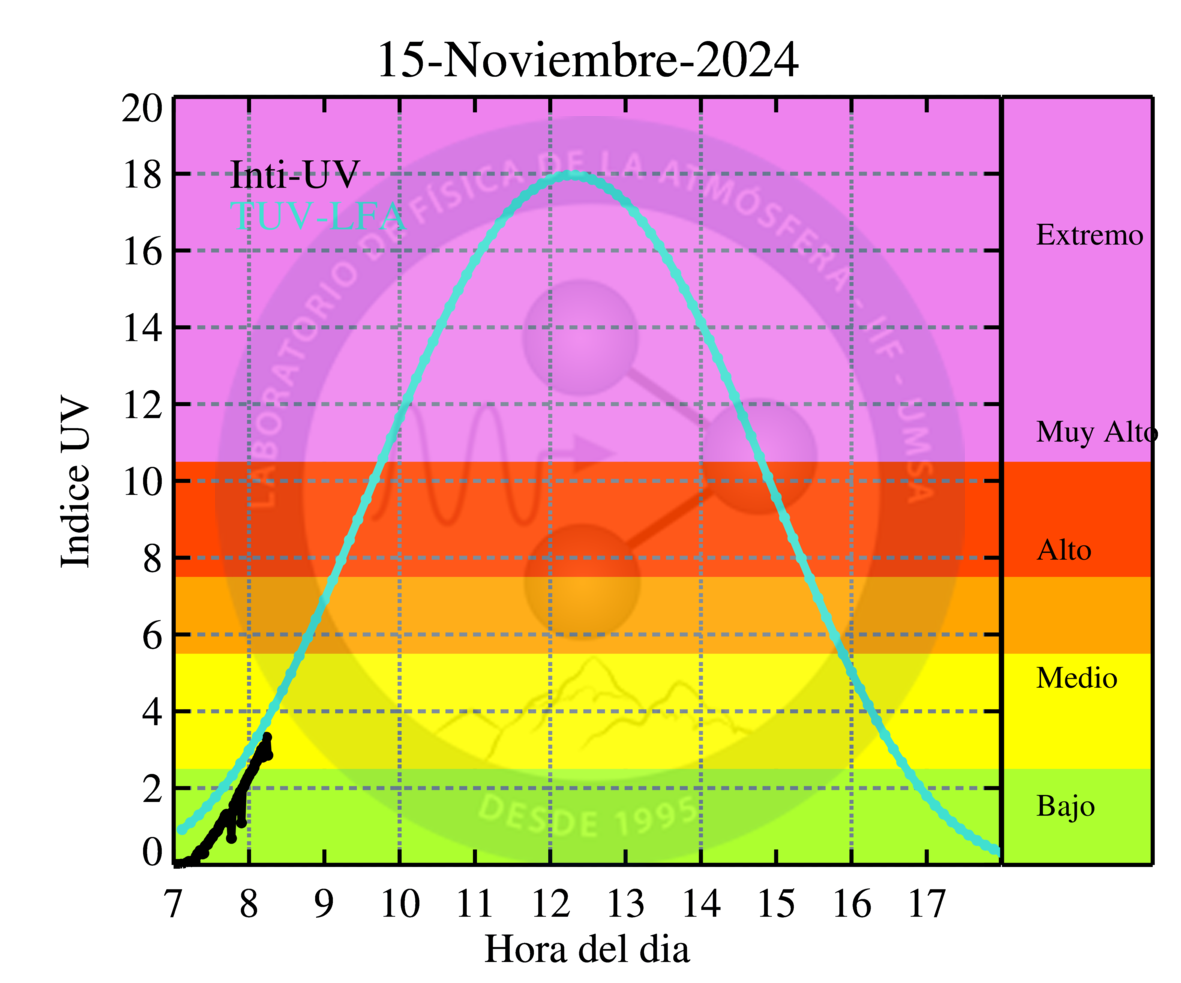 15-Noviembre-2024
20
18
16
14
12
10
8
6
4
2
0
Indice UV
Inti-UV
TUV-LFA
LABORATORIO DE FÍSICA DE LA ATMÓSFERA - IIF - UMSA
DESDE 1995
Extremo
Muy Alto
Alto
Medio
Bajo
7 8 9 10 11 12 13 14 15 16 17
Hora del dia